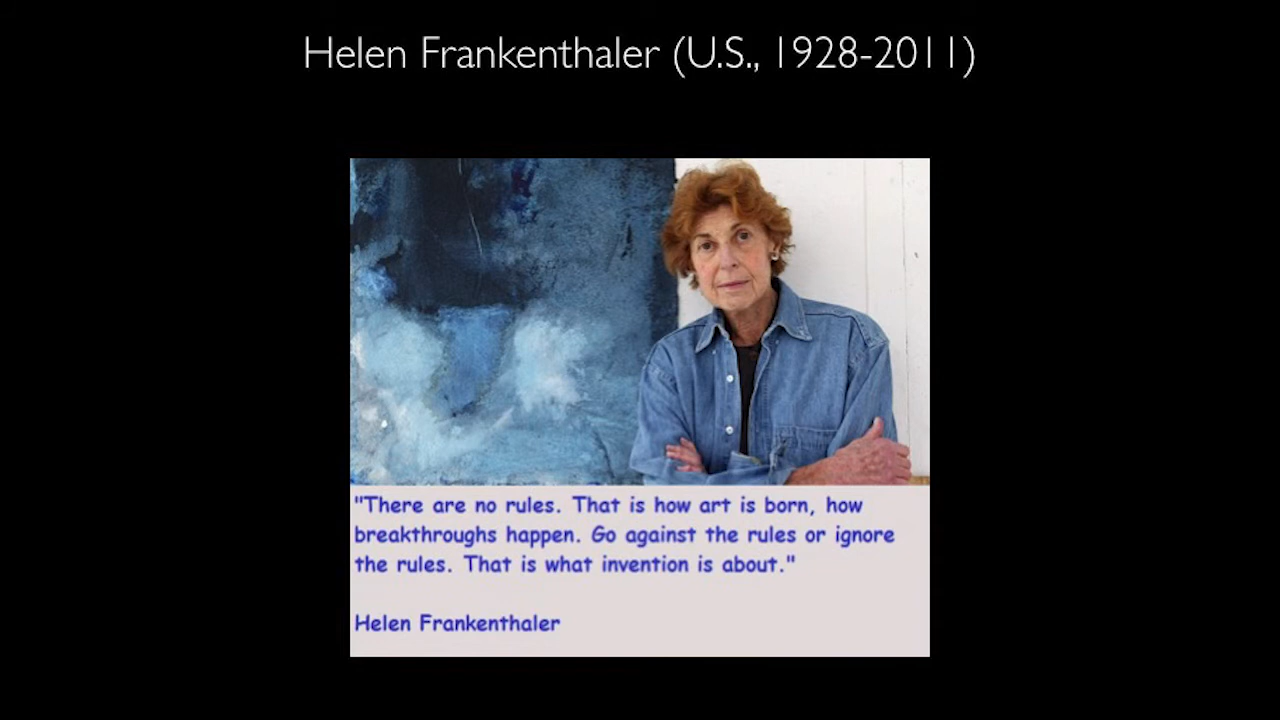 Helen Frankenthaler (U.S., 1928-2011)
"There are no rules. That is how art is born, how
breakthroughs happen. Go against the rules or ignore
the rules. That is what invention is about."
Helen Frankenthaler